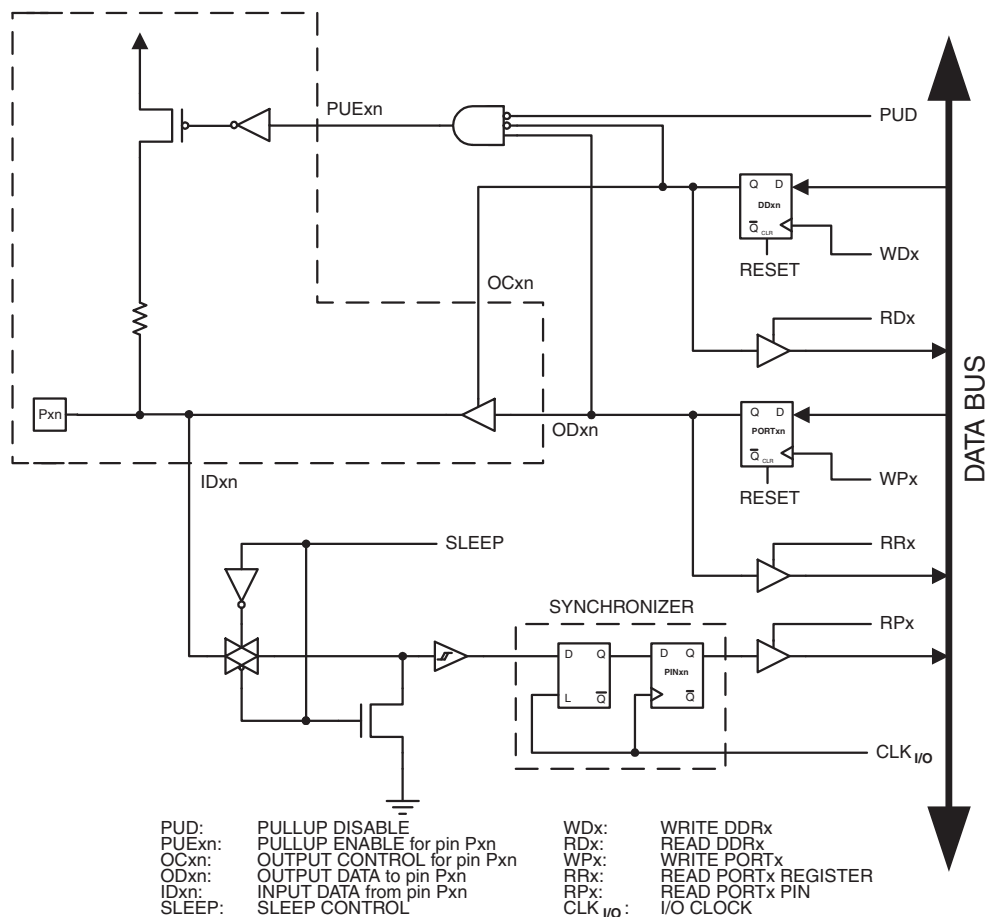 PUExn
PUD
Q D
DDxn
Q CLR
RESET
WDx
OCxn
RDx
Pxn
ODxn
Q D
PORTxn
Q CLR
RESET
WPx
IDxn
DATA BUS
SLEEP
RRx
SYNCHRONIZER
RPx
D Q
L Q
D Q
PINxn
Q
CLK I/O
PUD: PULLUP DISABLE
PUExn: PULLUP ENABLE for pin Pxn
OCxn: OUTPUT CONTROL for pin Pxn
ODxn: OUTPUT DATA to pin Pxn
IDxn: INPUT DATA from pin Pxn
SLEEP: SLEEP CONTROL
WDx: WRITE DDRx
RDx: READ DDRx
WPx: WRITE PORTx
RRx: READ PORTx REGISTER
RPx: READ PORTx PIN
CLK I/O : I/O CLOCK